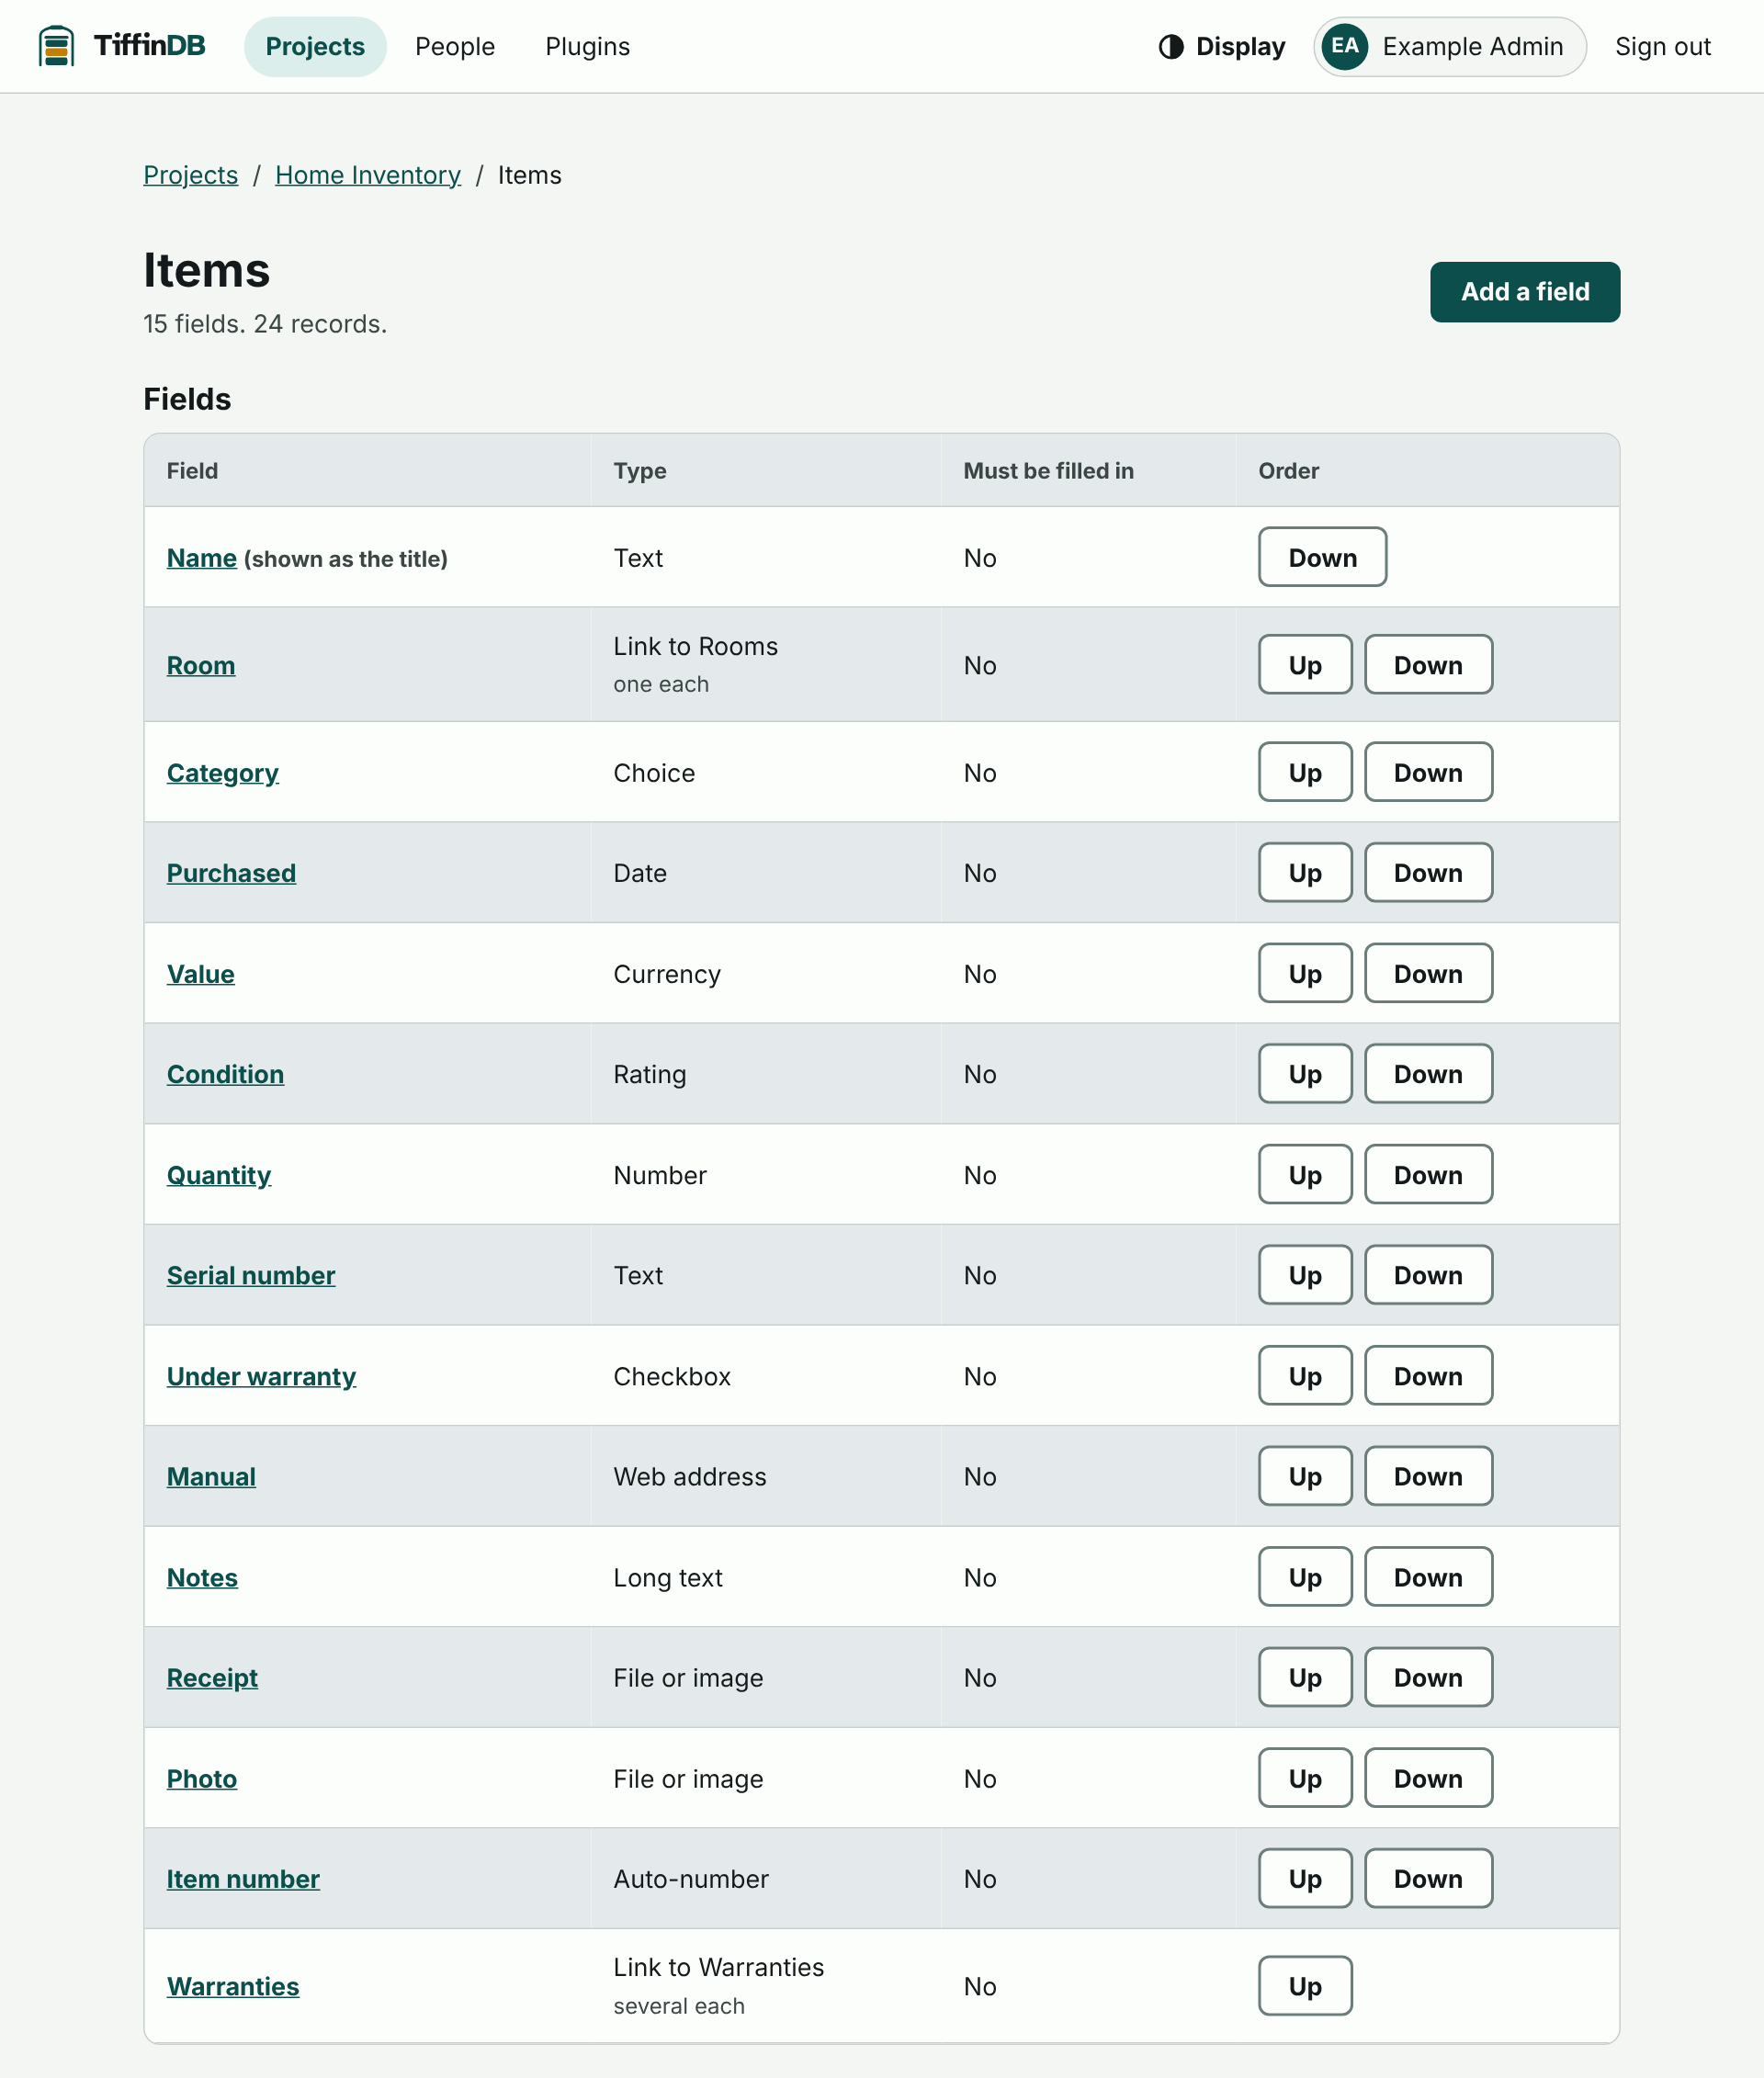 TiffinDB Projects People Plugins Display EA Example Admin Sign out
Projects / Home Inventory / Items
Items
Add a field
15 fields. 24 records.
Fields
Field Type Must be filled in Order
Name (shown as the title) Text No Down
Room Link to Rooms one each No Up Down
Category Choice No Up Down
Purchased Date No Up Down
Value Currency No Up Down
Condition Rating No Up Down
Quantity Number No Up Down
Serial number Text No Up Down
Under warranty Checkbox No Up Down
Manual Web address No Up Down
Notes Long text No Up Down
Receipt File or image No Up Down
Photo File or image No Up Down
Item number Auto-number No Up Down
Warranties Link to Warranties several each No Up